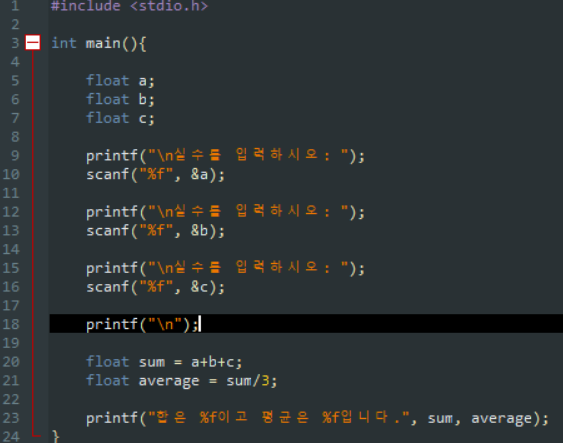 1 #include <stdio.h>
2
3 int main(){
4
5 float a;
6 float b;
7 float c;
8
9 printf("\n실수를 입력하시오: ");
10 scanf("%f", &a);
11
12 printf("\n실수를 입력하시오: ");
13 scanf("%f", &b);
14
15 printf("\n실수를 입력하시오: ");
16 scanf("%f", &c);
17
18 printf("\n");
19
20 float sum = a+b+c;
21 float average = sum/3;
22
23 printf("합은 %f이고 평균은 %f입니다.", sum, average);
24 }